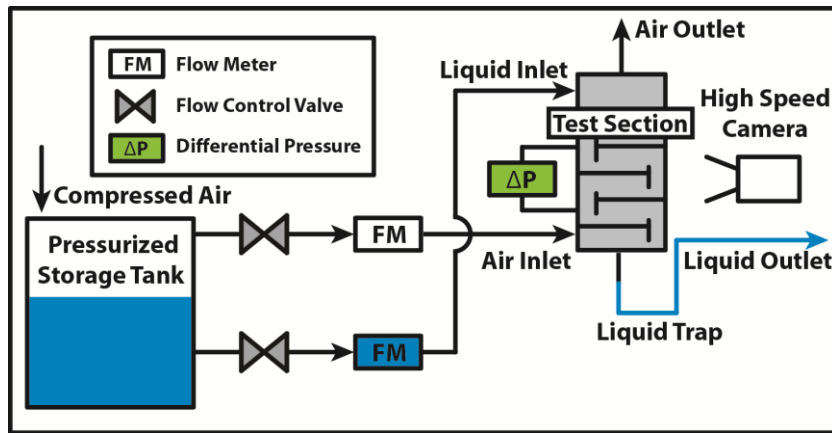 FM Flow Meter
Flow Control Valve
ΔP Differential Pressure
Air Outlet
Liquid Inlet
Test Section
High Speed
Camera
ΔP
Compressed Air
Pressurized
Storage Tank
FM
Air Inlet
Liquid Outlet
Liquid Trap
FM